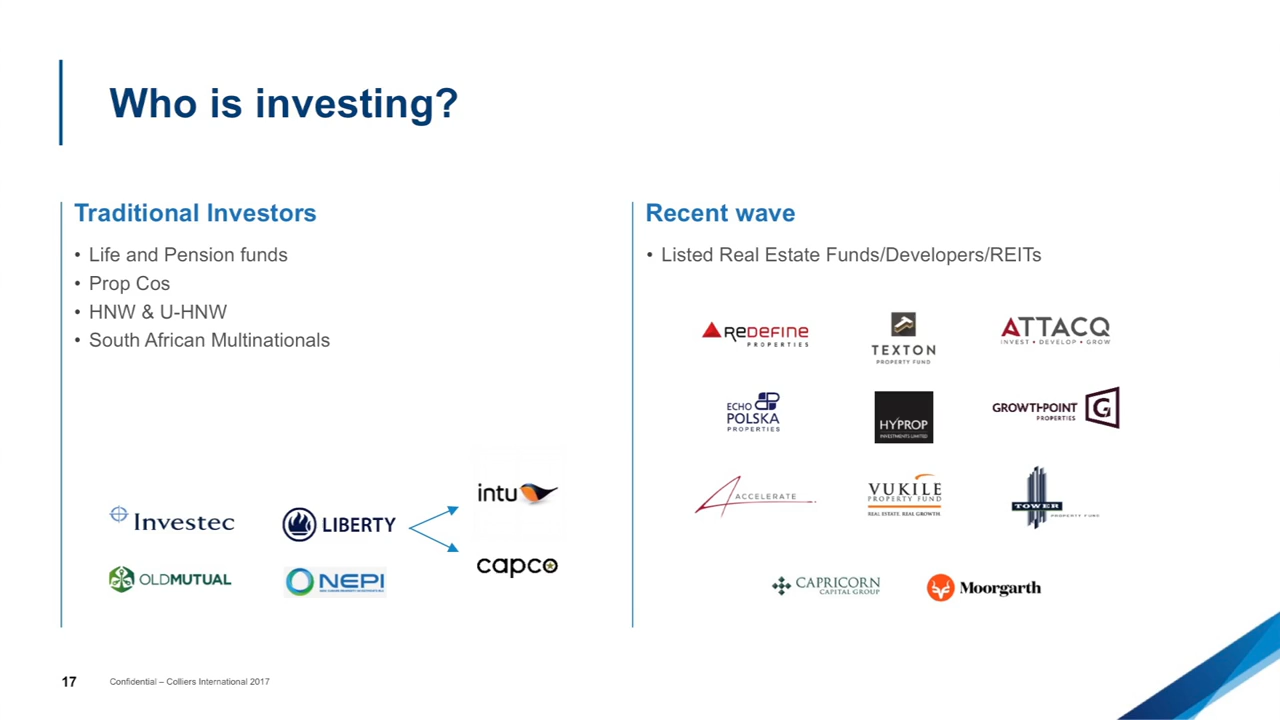 Who is investing?
Traditional Investors
• Life and Pension funds
• Prop Cos
• HNW & U-HNW
• South African Multinationals
Investec
LIBERTY
intu
capco
OLDMUTUAL
NEPI
Recent wave
• Listed Real Estate Funds/Developers/REITs
REDEFINE
PROPERTIES
TEXTON
PROPERTY FUND
ATTACQ
INVEST • DEVELOP • GROW
ECHO
POLSKA
PROPERTIES
HYPROP
INVESTMENTS LIMITED
GROWTHPOINT
PROPERTIES
G
ACCELERATE
VUKILE
PROPERTY FUND
REAL ESTATE. REAL GROWTH
TOWER
PROPERTY FUND
CAPRICORN
CAPITAL GROUP
Moorgarth
17
Confidential – Colliers International 2017